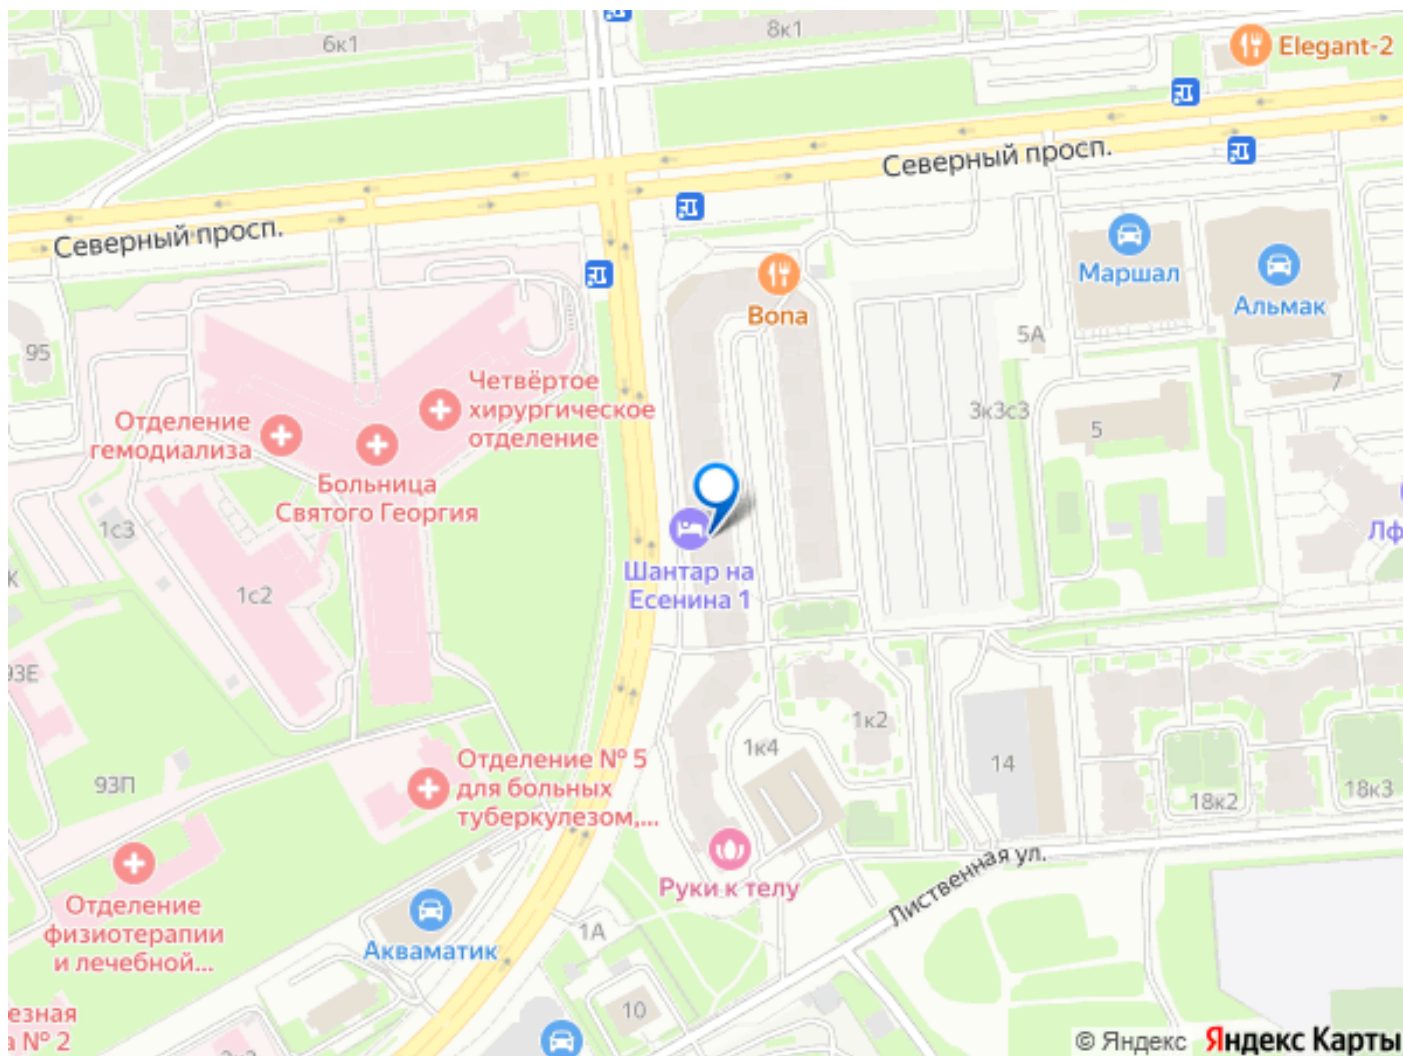 6к1
8к1
Elegant-2
Северный просп.
Северный просп.
Маршал
Альмак
Bona
95
5А
7
3к3с3
5
Четвёртое
хирургическое
отделение
Отделение
гемодиализа
Больница
Святого Георгия
1с3
1с2
К
Лф
Шантар на
Есенина 1
93Е
1к2
1к4
14
18к2
18к3
93П
Отделение № 5
для больных
туберкулезом,...
Руки к телу
Лиственная ул.
Отделение
физиотерапии
и лечебной...
Акваматик
1А
10
езная
а № 2
© Яндекс Яндекс Карты